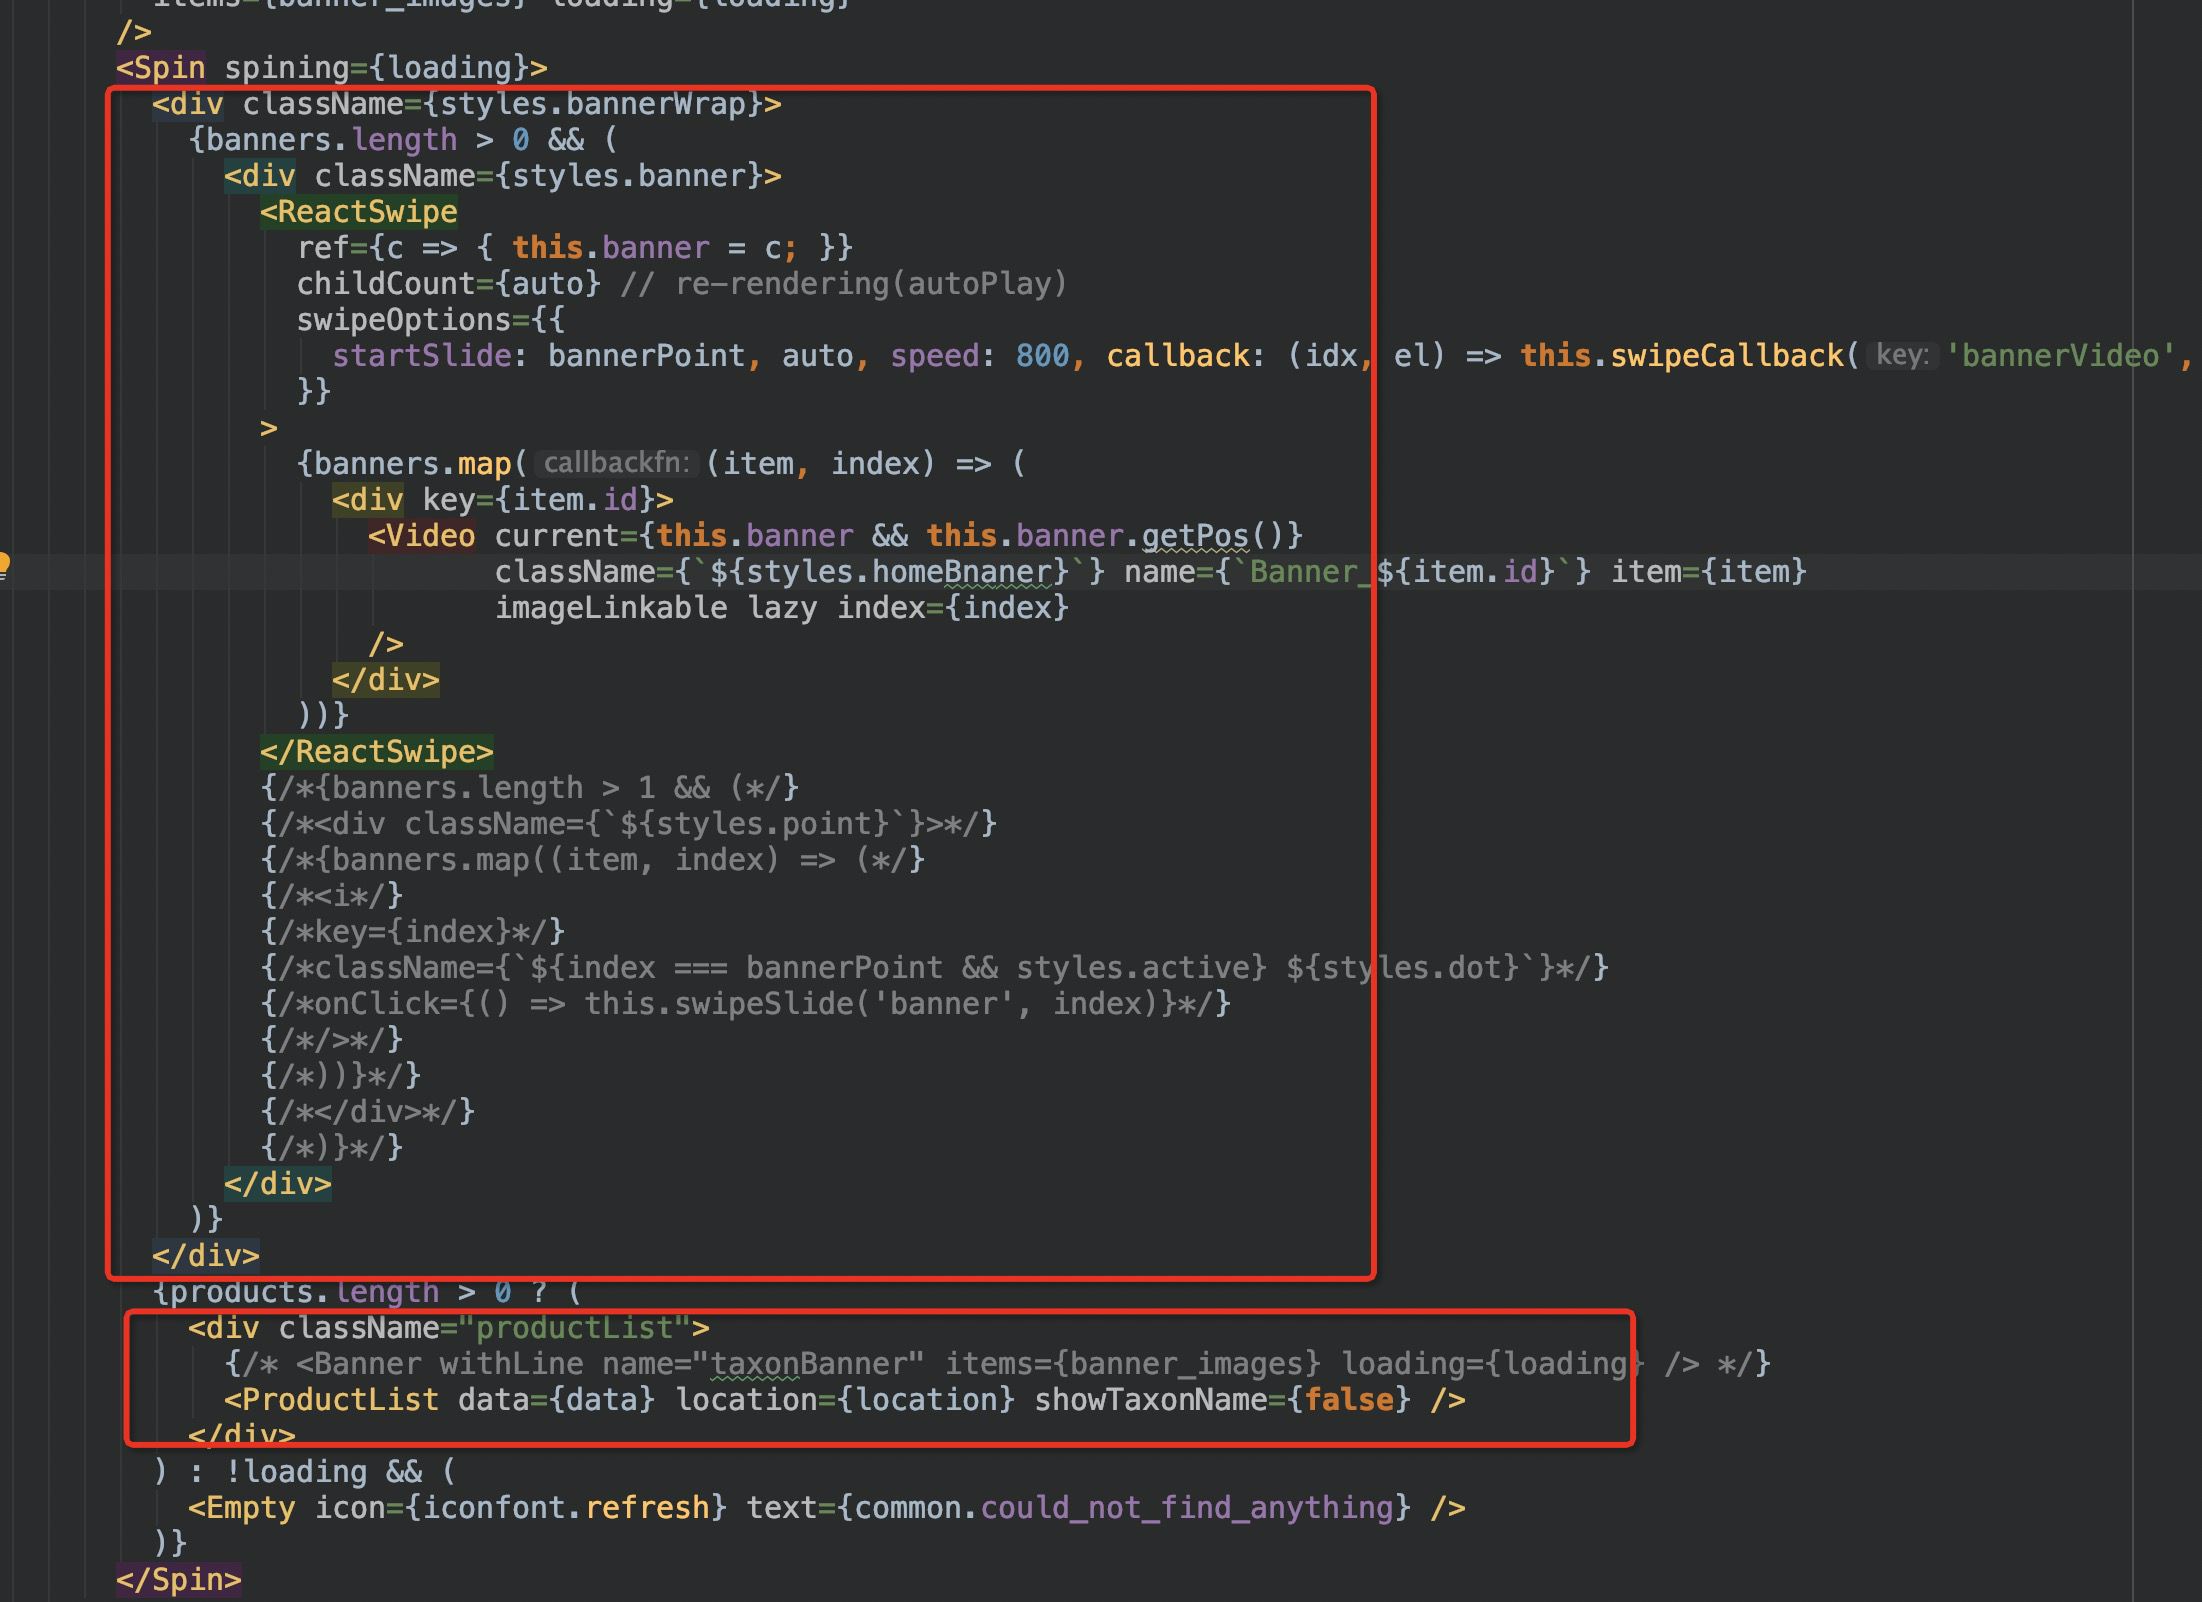 items={banner_images} loading={loading}
/>
<Spin spining={loading}>
<div className={styles.bannerWrap}>
{banners.length > 0 && (
<div className={styles.banner}>
<ReactSwipe
ref={c => { this.banner = c; }}
childCount={auto} // re-rendering(autoPlay)
swipeOptions={{
startSlide: bannerPoint, auto, speed: 800, callback: (idx, el) => this.swipeCallback( key: 'bannerVideo',
}}
>
{banners.map( callbackfn: (item, index) => (
<div key={item.id}>
<Video current={this.banner && this.banner.getPos()}
className={`${styles.homeBnaner}`} name={`Banner_${item.id}`} item={item}
imageLinkable lazy index={index}
/>
</div>
))}
</ReactSwipe>
{/*{banners.length > 1 && (*/}
{/*<div className={`${styles.point}`}>*/}
{/*{banners.map((item, index) => (*/}
{/*<i*/}
{/*key={index}*/}
{/*className={`${index === bannerPoint && styles.active} ${styles.dot}`}*/}
{/*onClick={() => this.swipeSlide('banner', index)}*/}
{/*/>*/}
{/*))}*/}
{/*</div>*/}
{/*)}*/}
</div>
)}
</div>
{products.length > 0 ? (
<div className="productList">
{/* <Banner withLine name="taxonBanner" items={banner_images} loading={loading} /> */}
<ProductList data={data} location={location} showTaxonName={false} />
</div>
) : !loading && (
<Empty icon={iconfont.refresh} text={common.could_not_find_anything} />
)}
</Spin>